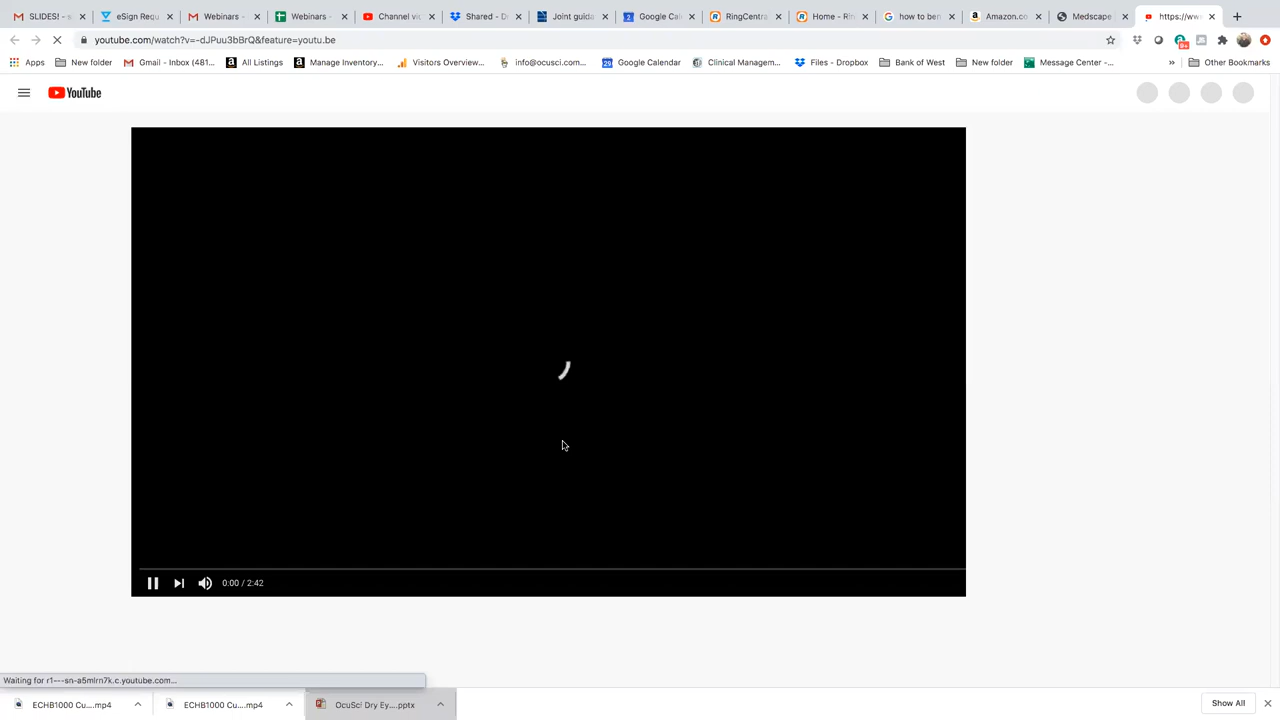 SLIDES! - s
eSign Requ
Webinars -
Webinars -
Channel vid
Shared - D
Joint guida
Google Cal
RingCentra
Home - Rin
how to ben
Amazon.co
Medscape
https://ww
youtube.com/watch?v=-dJPuu3bBrQ&feature=youtu.be
Apps
New folder
Gmail - Inbox (481...
All Listings
Manage Inventory...
Visitors Overview...
info@ocusci.com...
Google Calendar
Clinical Managem...
Files - Dropbox
Bank of West
New folder
Message Center -...
»
Other Bookmarks
YouTube
0:00 / 2:42
Waiting for r1---sn-a5mlrn7k.c.youtube.com...
ECHB1000 Cu....mp4
ECHB1000 Cu....mp4
OcuSci Dry Ey....pptx
Show All